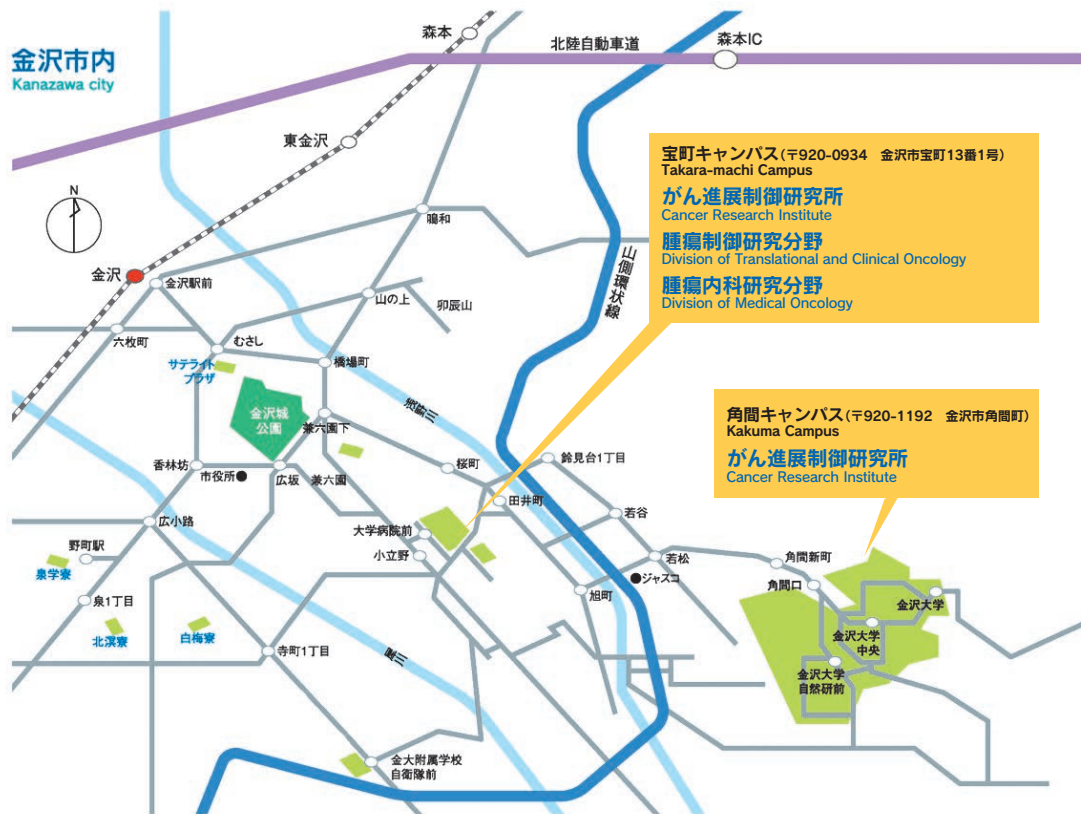 金沢市内
Kanazawa city
森本
北陸自動車道
森本IC
東金沢
N
鳴和
宝町キャンパス(〒920-0934 金沢市宝町13番1号)
Takara-machi Campus
がん進展制御研究所
Cancer Research Institute
腫瘍制御研究分野
Division of Translational and Clinical Oncology
腫瘍内科研究分野
Division of Medical Oncology
山側環状線
金沢
金沢駅前
山の上
卯辰山
六枚町
むさし
橋場町
サテライト
プラザ
金沢城
公園
兼六園下
浅野川
角間キャンパス(〒920-1192 金沢市角間町)
Kakuma Campus
がん進展制御研究所
Cancer Research Institute
香林坊
市役所
広坂
兼六園
桜町
鈴見台1丁目
田井町
若谷
広小路
大学病院前
小立野
野町駅
泉学寮
若松
ジャスコ
旭町
角間新町
角間口
泉1丁目
北溟寮
白梅寮
寺町1丁目
犀川
金沢大学
金沢大学
中央
金沢大学
自然研前
金大附属学校
自衛隊前